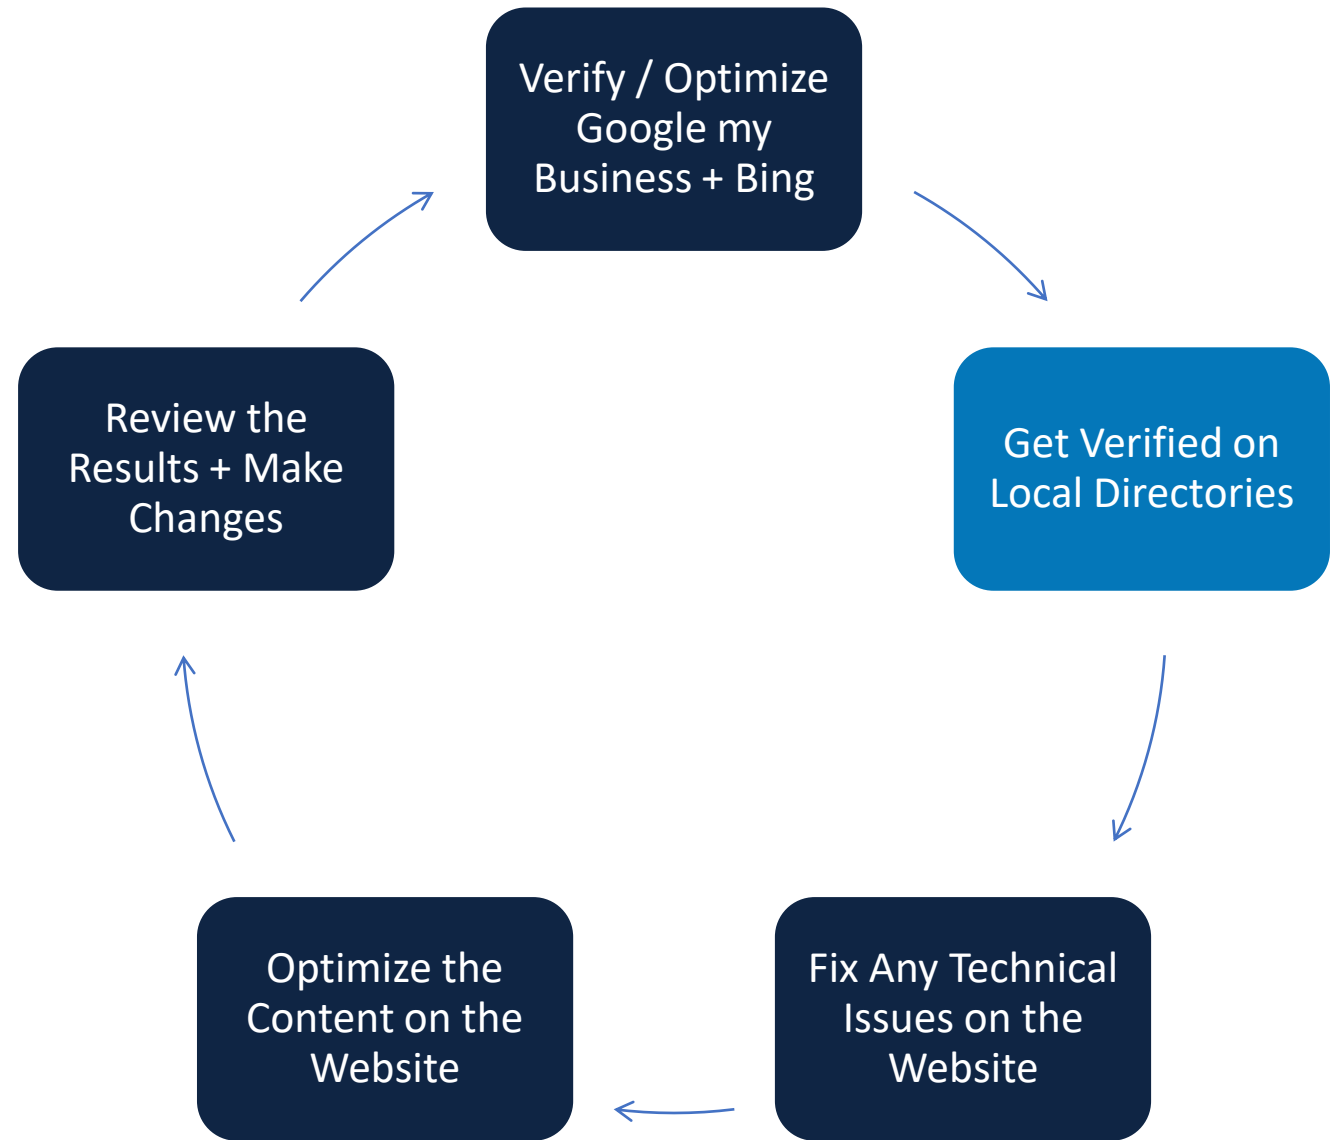 Verify / Optimize
Google my
Business + Bing
Get Verified on
Local Directories
Fix Any Technical
Issues on the
Website
Optimize the
Content on the
Website
Review the
Results + Make
Changes